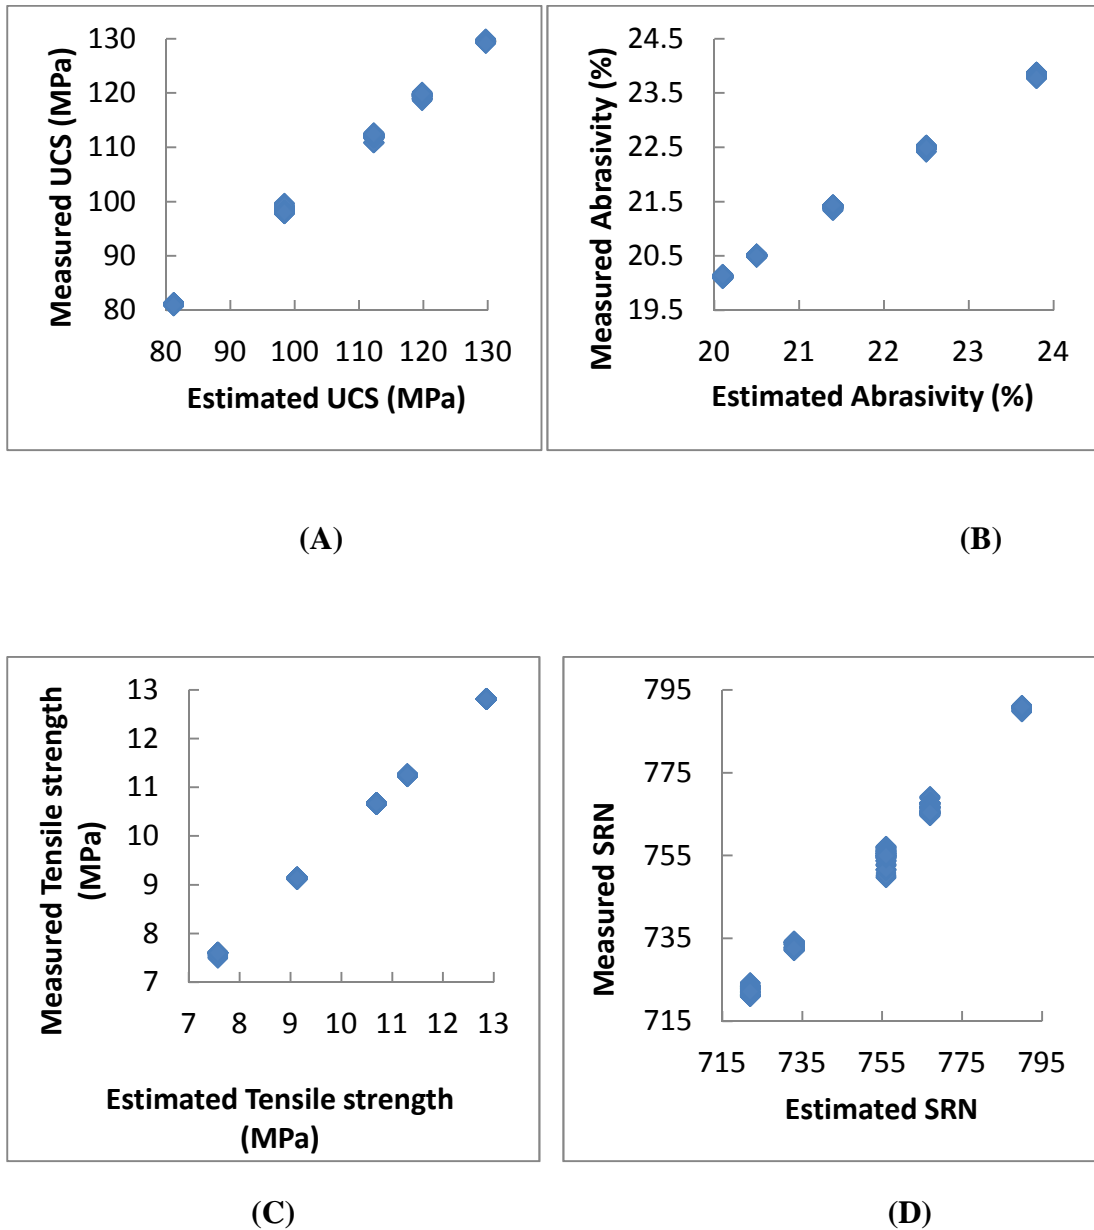 Measured UCS (MPa)
130
120
110
100
90
80
80 90 100 110 120 130
Estimated UCS (MPa)
Measured Abrasivity (%)
24.5
23.5
22.5
21.5
20.5
19.5
20 21 22 23 24
Estimated Abrasivity (%)
(A)
(B)
Measured Tensile strength
(MPa)
13
12
11
10
9
8
7
7 8 9 10 11 12 13
Estimated Tensile strength
(MPa)
Measured SRN
795
775
755
735
715
715 735 755 775 795
Estimated SRN
(C)
(D)